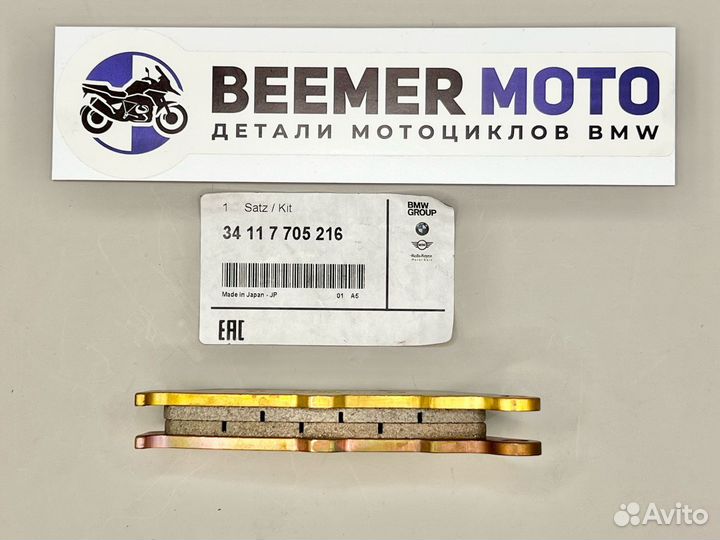 BEEMER MOTO
ДЕТАЛИ МОТОЦИКЛОВ BMW
1 Satz / Kit
34 11 7 705 216
Made in Japan - JP 01 A6
BMW
GROUP
EAC
Avito